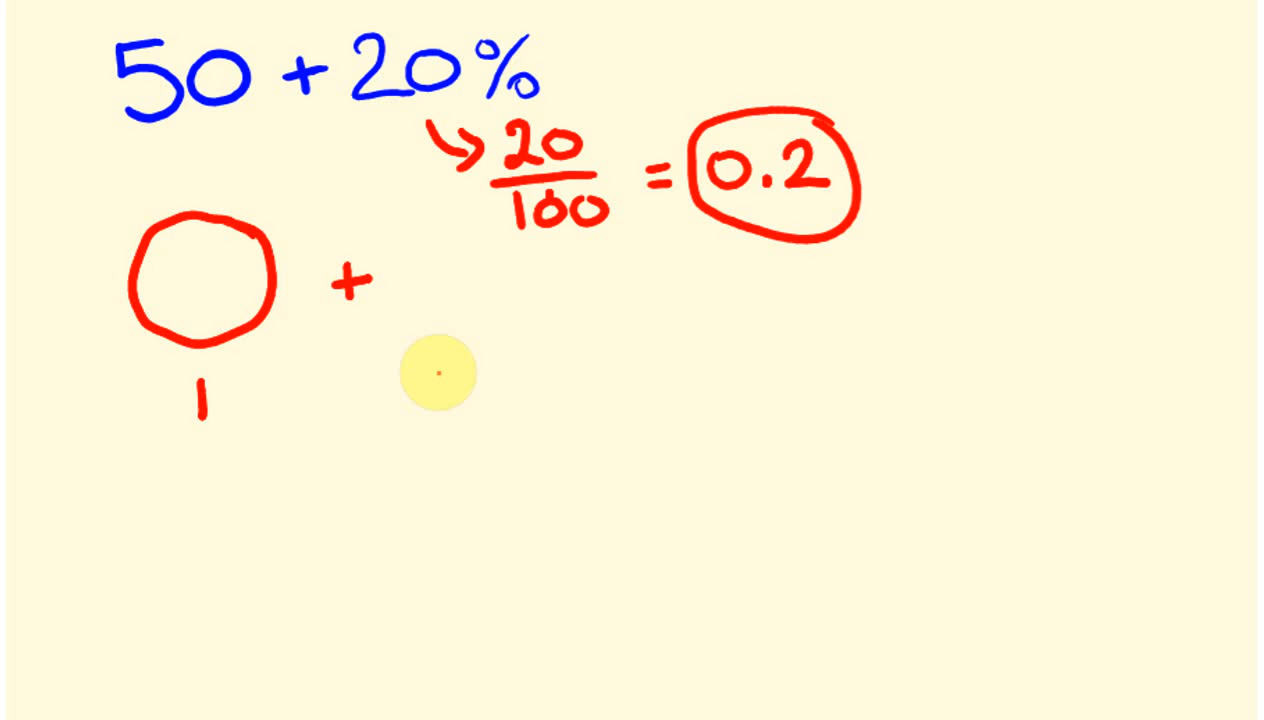 50 + 20%
20/100 = 0.2
+
1